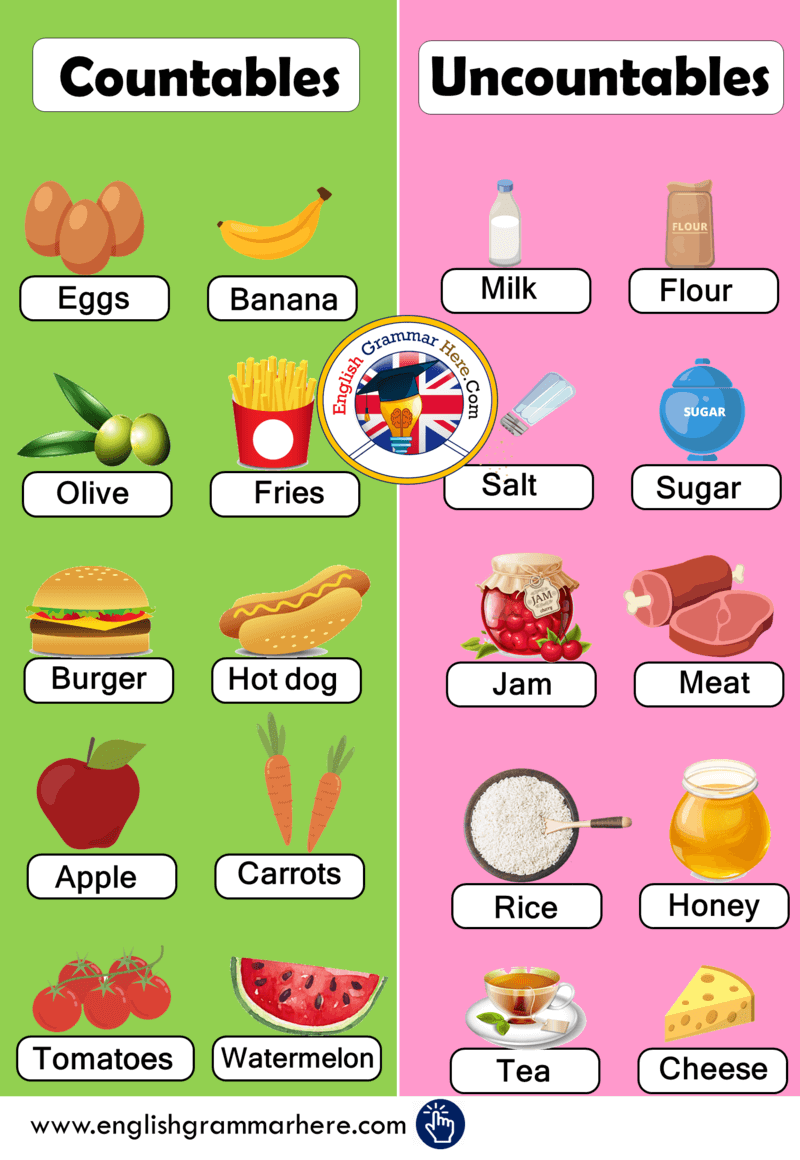 Countables
Uncountables
Eggs
Banana
Milk
FLOUR
Flour
English Grammar Here.Com
Olive
Fries
Salt
SUGAR
Sugar
Burger
Hot dog
JAM
cherry
Jam
Meat
Apple
Carrots
Rice
Honey
Tomatoes
Watermelon
Tea
Cheese
www.englishgrammarhere.com